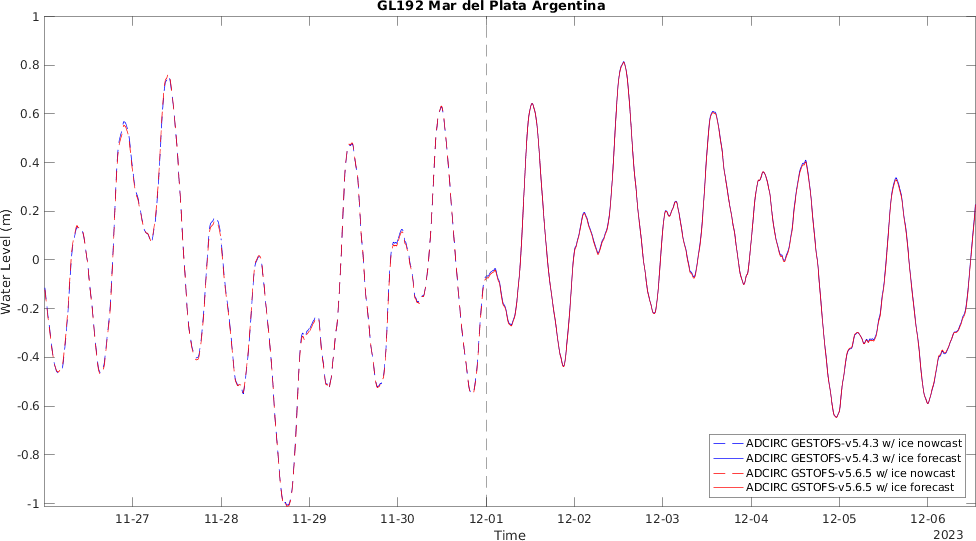 GL192 Mar del Plata Argentina
1
0.8
0.6
0.4
0.2
0
-0.2
-0.4
-0.6
-0.8
-1
Water Level (m)
11-27 11-28 11-29 11-30 12-01 12-02 12-03 12-04 12-05 12-06
Time
2023
ADCIRC GESTOFS-v5.4.3 w/ ice nowcast
ADCIRC GESTOFS-v5.4.3 w/ ice forecast
ADCIRC GSTOFS-v5.6.5 w/ ice nowcast
ADCIRC GSTOFS-v5.6.5 w/ ice forecast